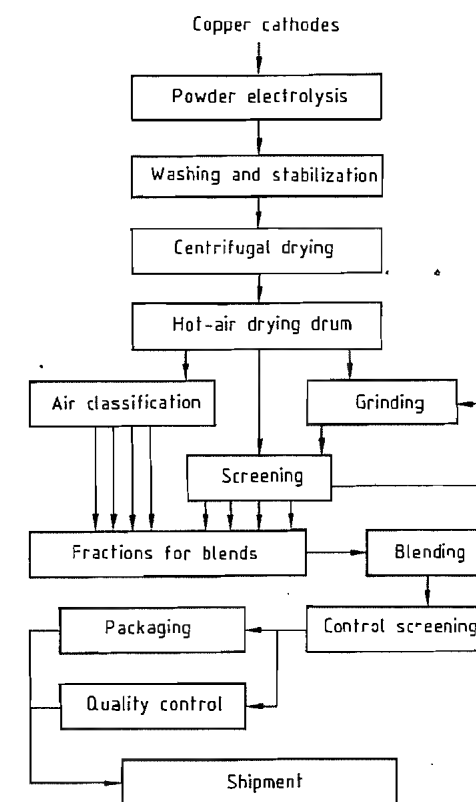 Copper cathodes
Powder electrolysis
Washing and stabilization
Centrifugal drying
Hot-air drying drum
Air classification
Grinding
Screening
Fractions for blends
Blending
Packaging
Control screening
Quality control
Shipment